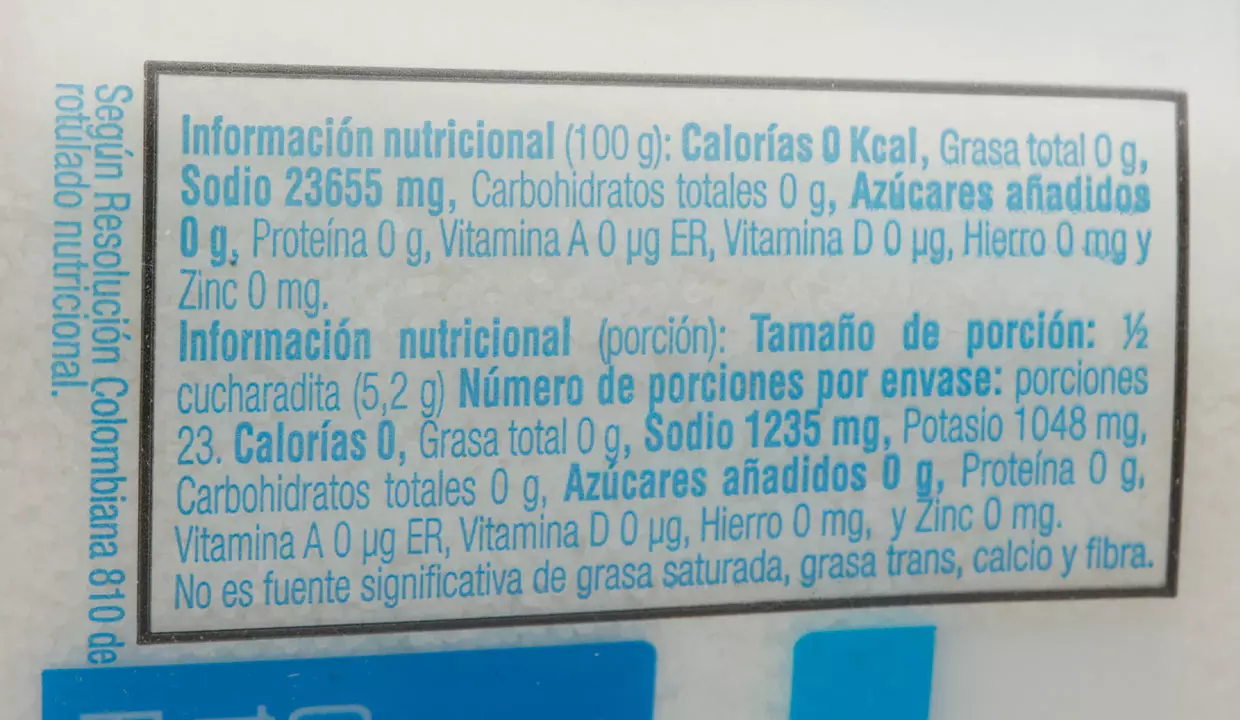 Información nutricional (100 g): Calorías 0 Kcal, Grasa total 0 g,
Sodio 23655 mg, Carbohidratos totales 0 g, Azúcares añadidos
0 g, Proteína 0 g, Vitamina A 0 µg ER, Vitamina D 0 µg, Hierro 0 mg y
Zinc 0 mg.
Información nutricional (porción): Tamaño de porción: ½
cucharadita (5,2 g) Número de porciones por envase: porciones
23. Calorías 0, Grasa total 0 g, Sodio 1235 mg, Potasio 1048 mg,
Carbohidratos totales 0 g, Azúcares añadidos 0 g, Proteína 0 g,
Vitamina A 0 µg ER, Vitamina D 0 µg, Hierro 0 mg, y Zinc 0 mg.
No es fuente significativa de grasa saturada, grasa trans, calcio y fibra.
Según Resolución Colombiana 810 de
rotulado nutricional.